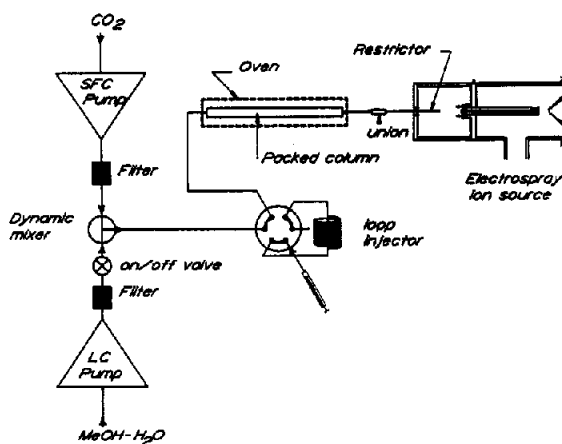 CO2
SFC
Pump
Filter
Dynamic
mixer
on/off valve
Filter
LC
Pump
MeOH-H2O
Oven
Packed column
union
Restrictor
Electrospray
Ion source
loop
injector